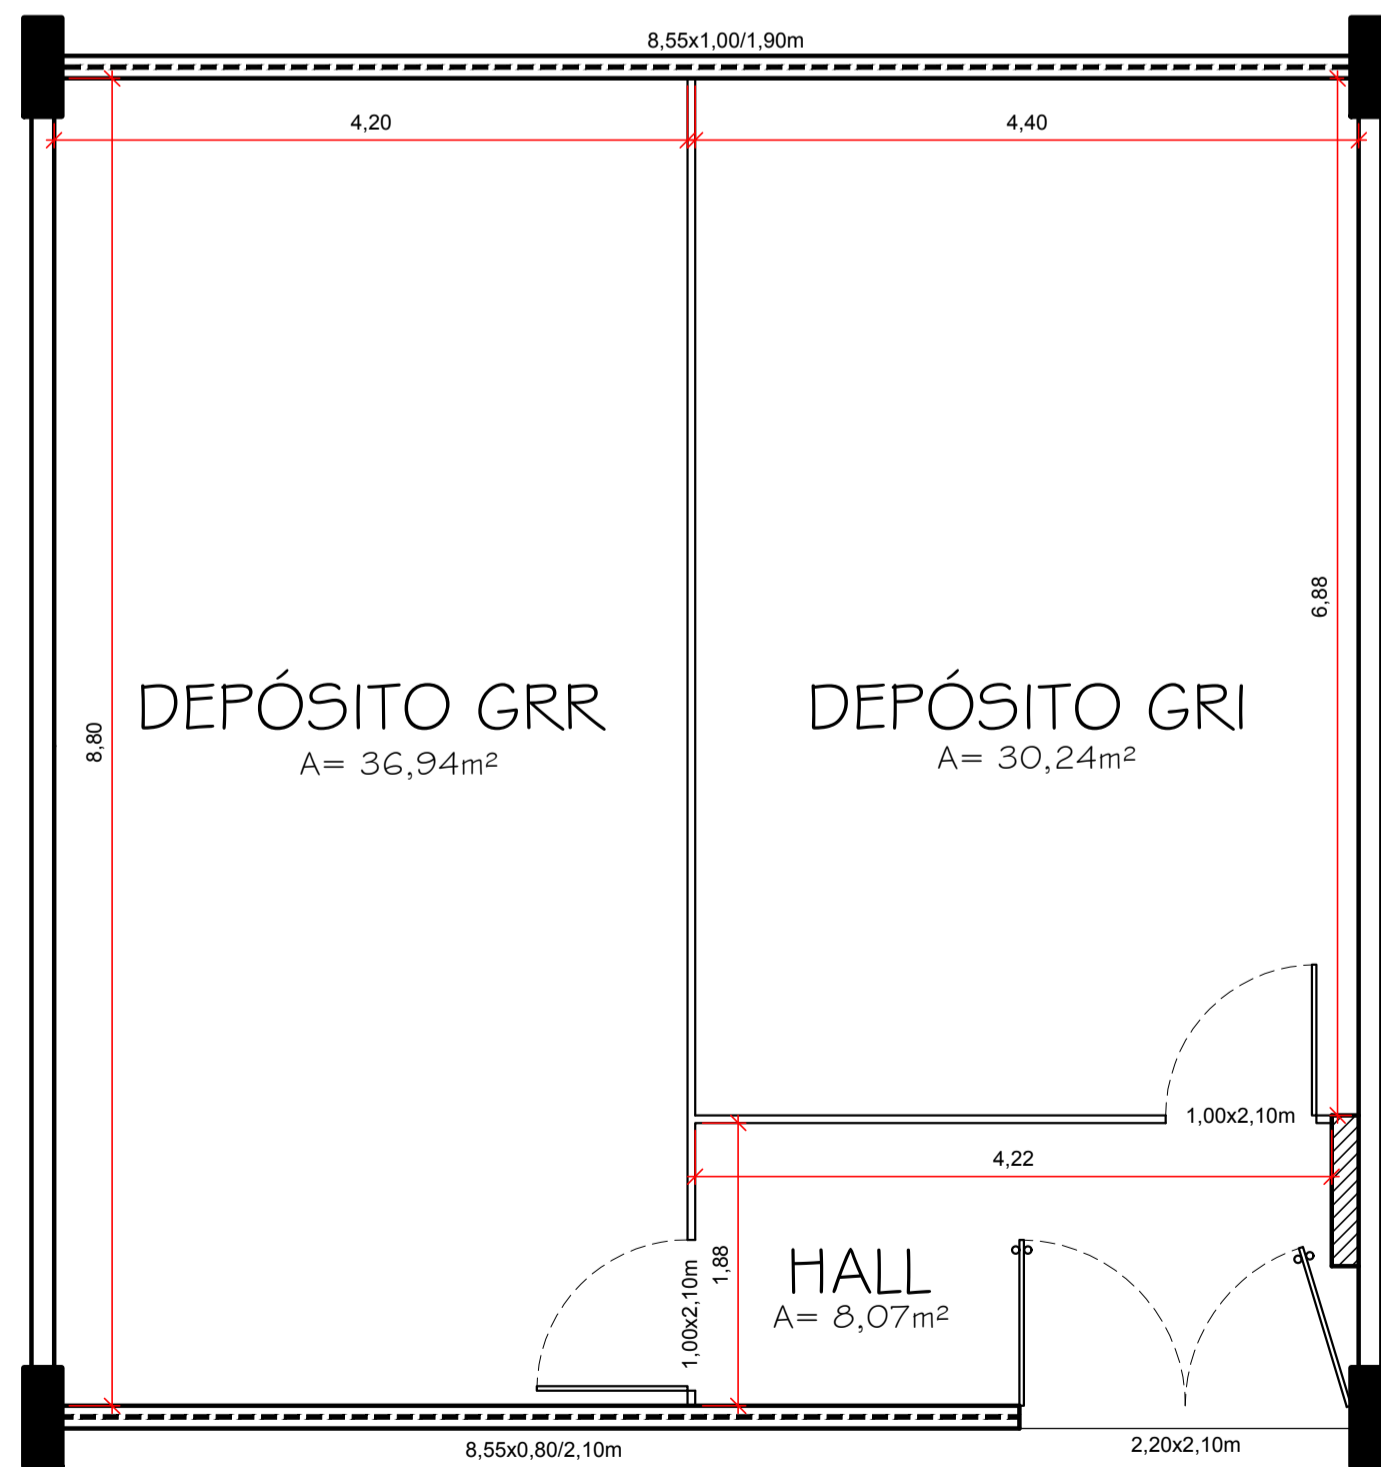 8,55x1,00/1,90m
4,20
4,40
6,88
8,80
DEPÓSITO GRR
A= 36,94m²
DEPÓSITO GRI
A= 30,24m²
1,00x2,10m
4,22
1,88
1,00x2,10m
HALL
A= 8,07m²
8,55x0,80/2,10m
2,20x2,10m